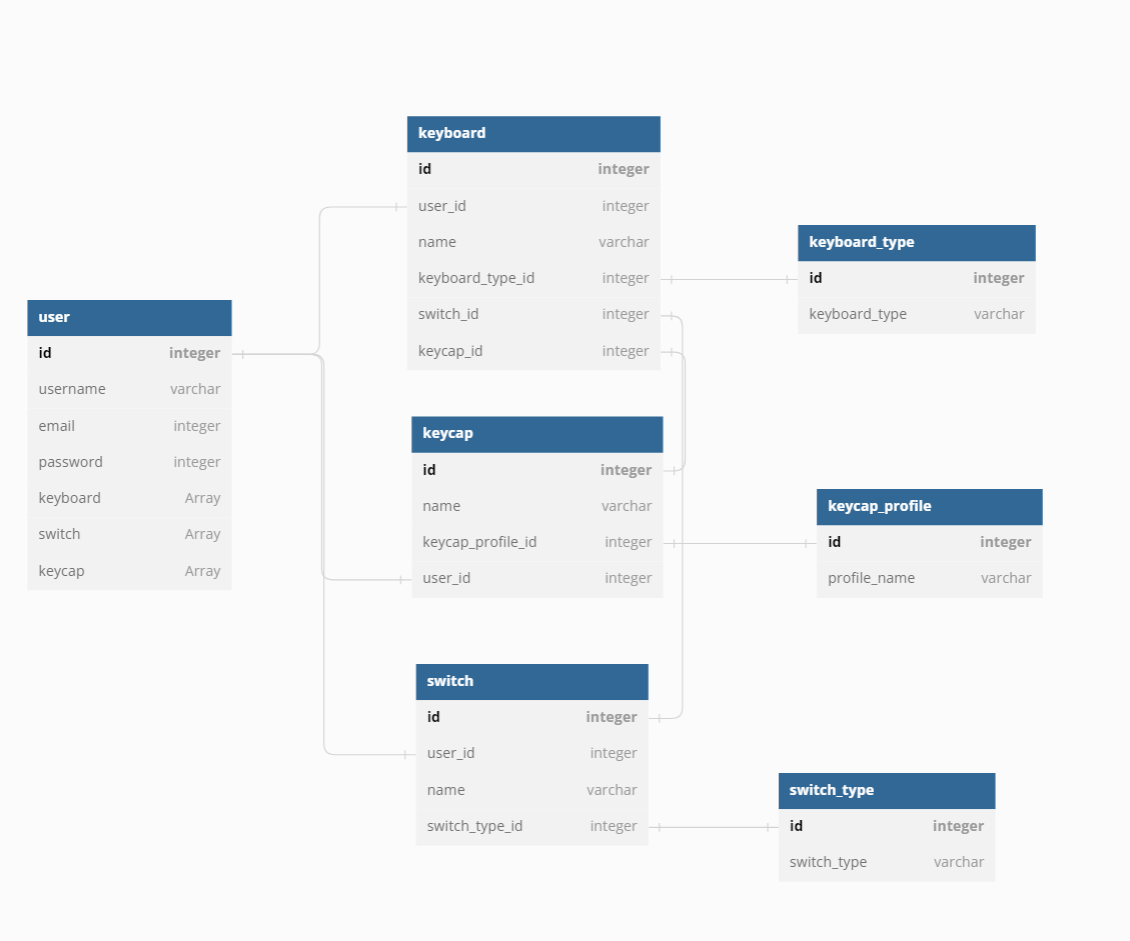 keyboard
id integer
user_id integer
name varchar
keyboard_type_id integer
switch_id integer
keycap_id integer
keyboard_type
id integer
keyboard_type varchar
user
id integer
username varchar
email integer
password integer
keyboard Array
switch Array
keycap Array
keycap
id integer
name varchar
keycap_profile_id integer
user_id integer
keycap_profile
id integer
profile_name varchar
switch
id integer
user_id integer
name varchar
switch_type_id integer
switch_type
id integer
switch_type varchar